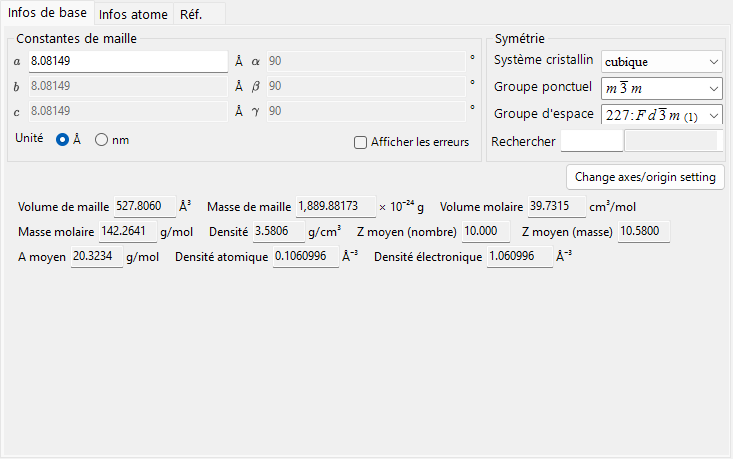 Infos de base Infos atome Réf.
Constantes de maille
a 8.08149 Å α 90 °
b 8.08149 Å β 90 °
c 8.08149 Å γ 90 °
Unité Å nm Afficher les erreurs
Symétrie
Système cristallin cubique
Groupe ponctuel m 3̅ m
Groupe d'espace 227: F d 3̅ m (1)
Rechercher
Change axes/origin setting
Volume de maille 527.8060 Å³ Masse de maille 1,889.88173 × 10⁻²⁴ g Volume molaire 39.7315 cm³/mol
Masse molaire 142.2641 g/mol Densité 3.5806 g/cm³ Z moyen (nombre) 10.000 Z moyen (masse) 10.5800
A moyen 20.3234 g/mol Densité atomique 0.1060996 Å⁻³ Densité électronique 1.060996 Å⁻³